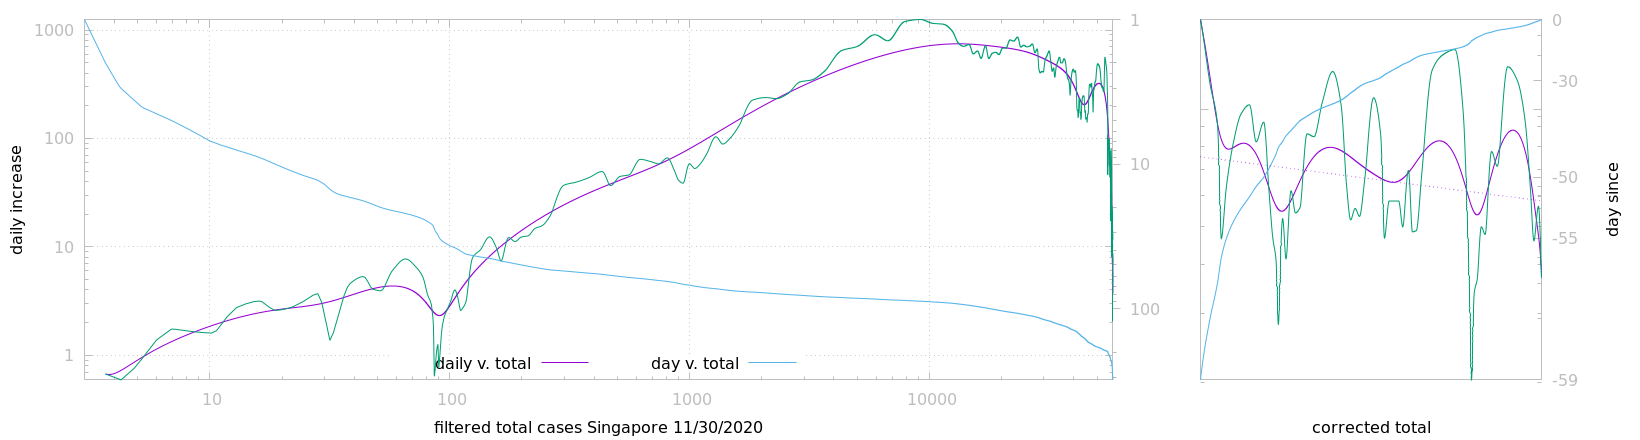 1000
100
10
1
daily increase
10
100
1000
10000
filtered total cases Singapore 11/30/2020
daily v. total
day v. total
1
10
100
0
-30
-50
-55
-59
day since
corrected total